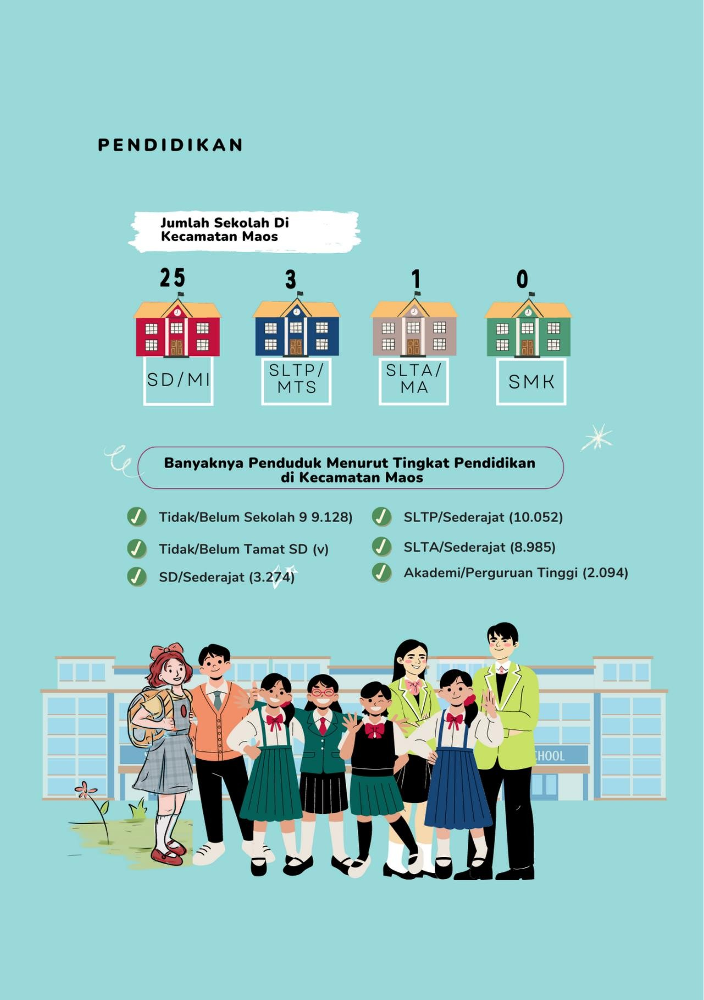 PENDIDIKAN
Jumlah Sekolah Di
Kecamatan Maos
25
3
1
0
SD/MI
SLTP/
MTS
SLTA/
MA
SMK
Banyaknya Penduduk Menurut Tingkat Pendidikan
di Kecamatan Maos
Tidak/Belum Sekolah 9 9.128)
Tidak/Belum Tamat SD (v)
SD/Sederajat (3.274)
SLTP/Sederajat (10.052)
SLTA/Sederajat (8.985)
Akademi/Perguruan Tinggi (2.094)
CHOOL